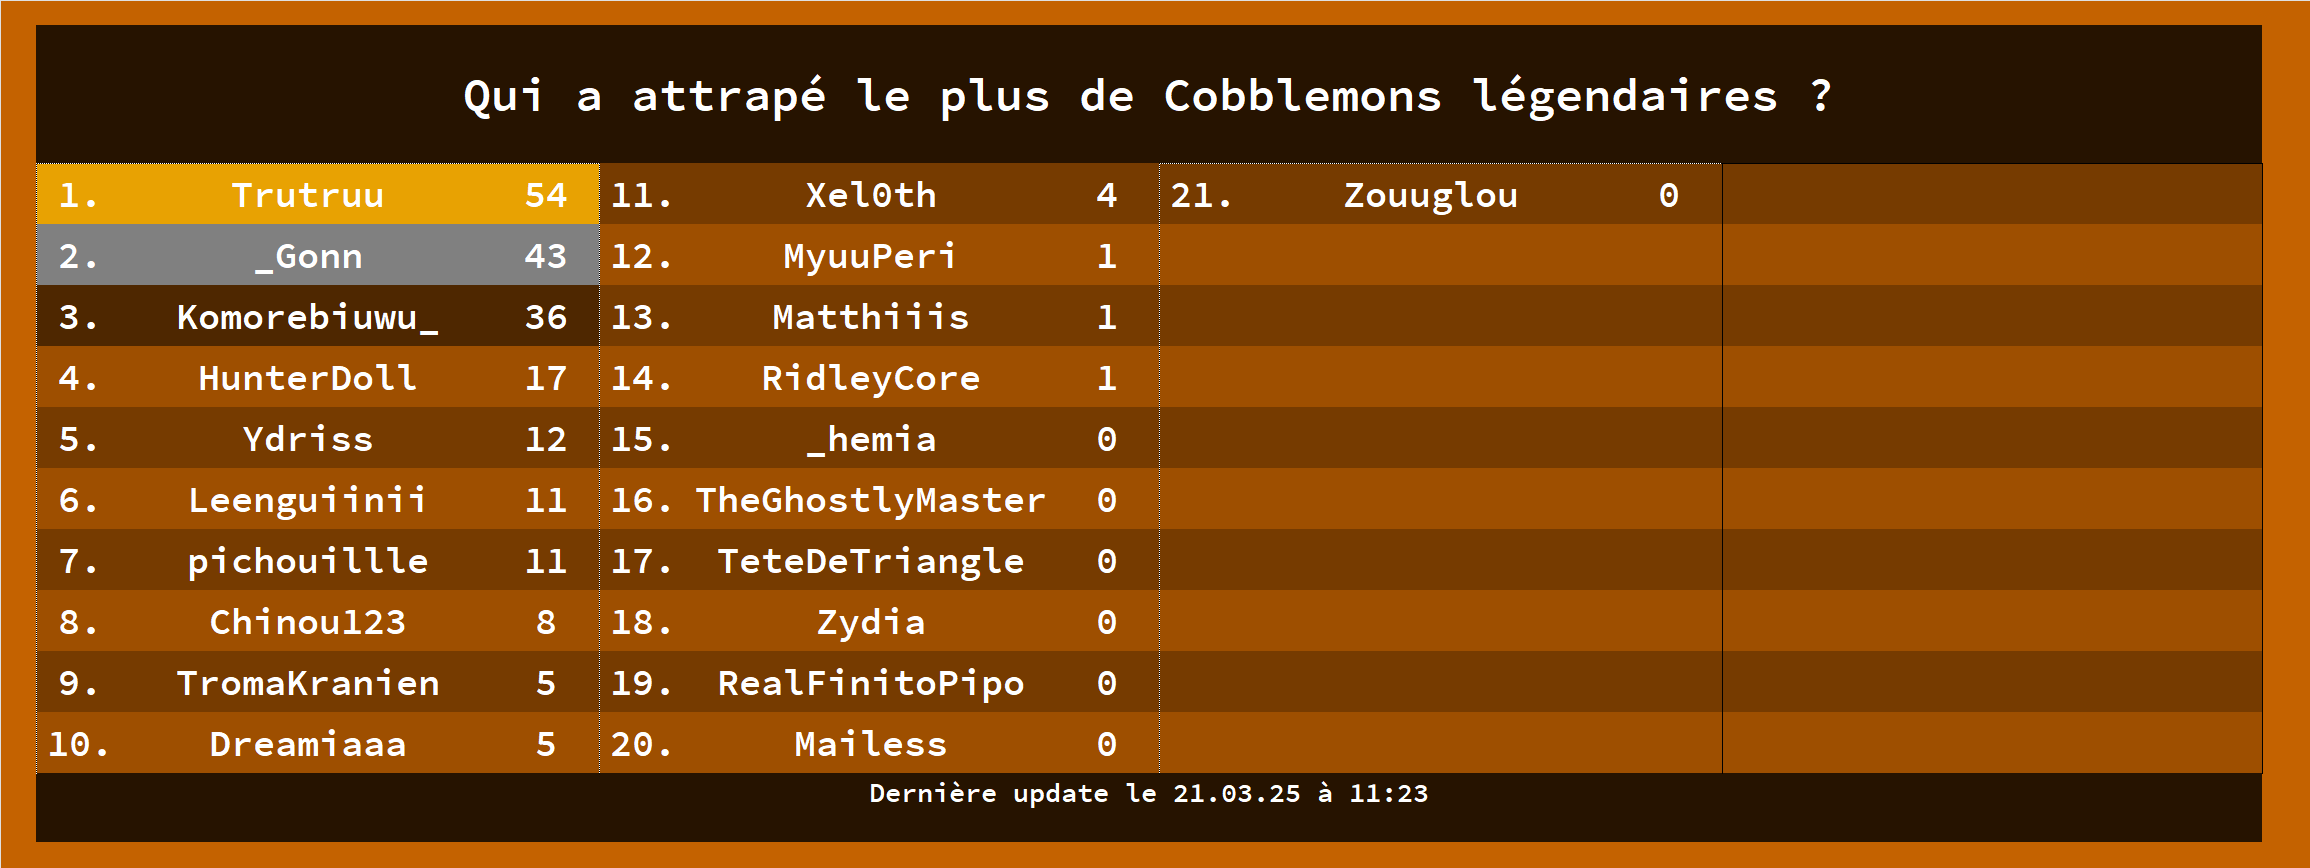 Qui a attrapé le plus de Cobblemons légendaires ?
1. Trutruu 54
2. _Gonn 43
3. Komorebiuwu_ 36
4. HunterDoll 17
5. Ydriss 12
6. Leenguiinii 11
7. pichouillle 11
8. Chinou123 8
9. TromaKranien 5
10. Dreamiaaa 5
11. Xel0th 4
12. MyuuPeri 1
13. Matthiiis 1
14. RidleyCore 1
15. _hemia 0
16. TheGhostlyMaster 0
17. TeteDeTriangle 0
18. Zydia 0
19. RealFinitoPipo 0
20. Mailess 0
21. Zouuglou 0
Dernière update le 21.03.25 à 11:23